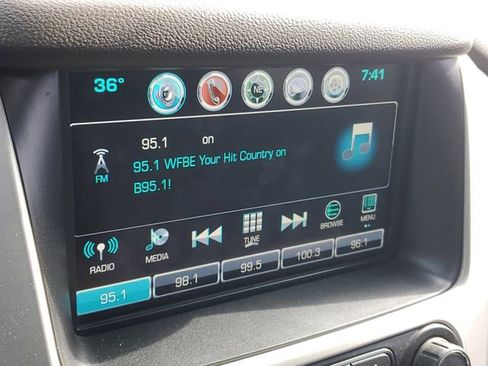 36°
NE
7:41
95.1 on
FM
95.1 WFBE Your Hit Country on
B95.1!
RADIO
MEDIA
TUNE
BROWSE
MENU
95.1
98.1
99.5
100.3
96.1